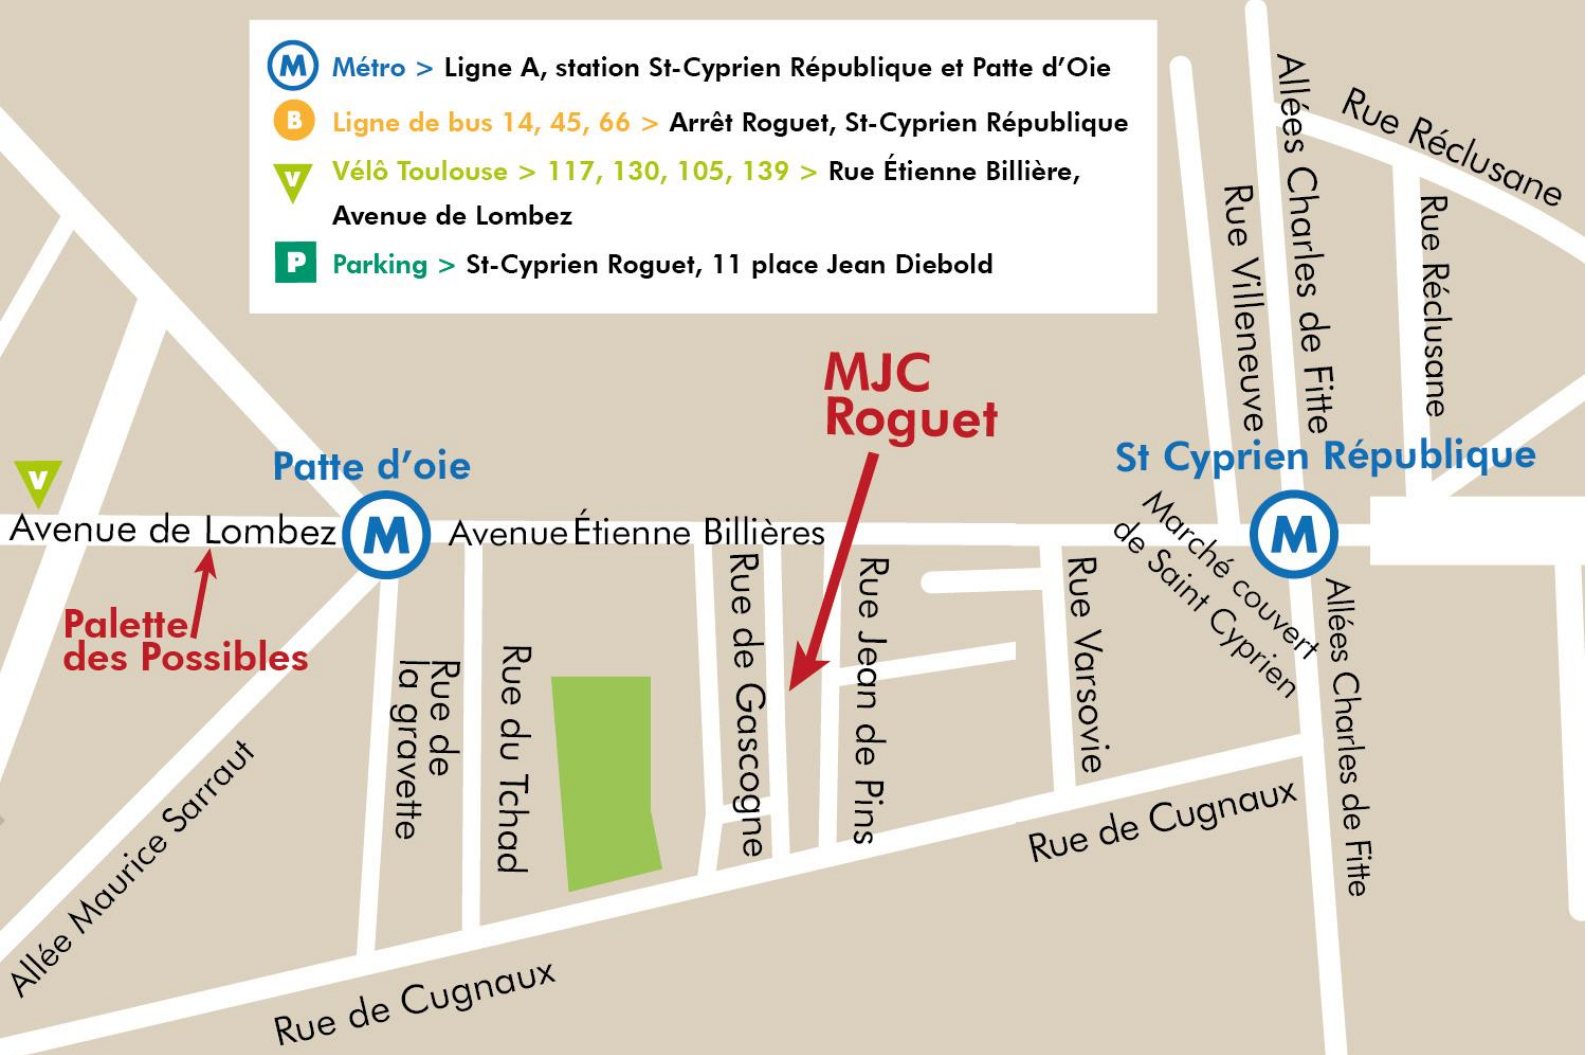 M Métro > Ligne A, station St-Cyprien République et Patte d'Oie
B Ligne de bus 14, 45, 66 > Arrêt Roguet, St-Cyprien République
V Vélô Toulouse > 117, 130, 105, 139 > Rue Étienne Billière,
Avenue de Lombez
P Parking > St-Cyprien Roguet, 11 place Jean Diebold
Allées Charles de Fitte
Rue Réclusane
Rue Villeneuve
Rue Réclusane
MJC
Roguet
Patte d'oie
St Cyprien République
V
Avenue de Lombez
M
Avenue Étienne Billières
M
Marché couvert
de Saint Cyprien
Palette
des Possibles
Rue de
la gravette
Rue du Tchad
Rue de Gascogne
Rue Jean de Pins
Rue Varsovie
Allées Charles de Fitte
Allée Maurice Sarraut
Rue de Cugnaux
Rue de Cugnaux